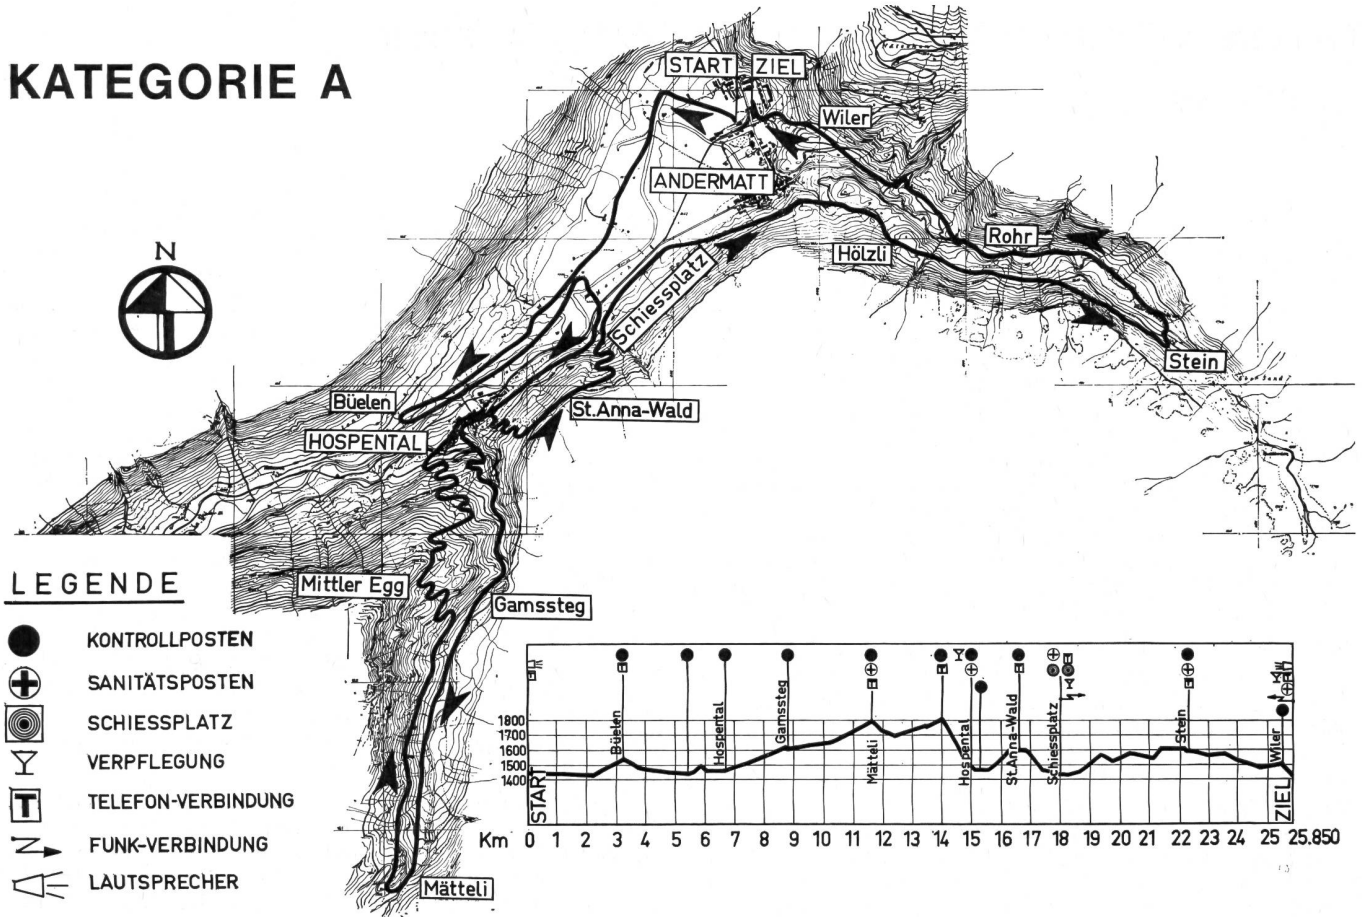 KATEGORIE A
START
ZIEL
Wiler
ANDERMATT
Rohr
Hölzli
Schiessplatz
Stein
N
Büelen
St.Anna-Wald
HOSPENTAL
Mittler Egg
Gamssteg
Mätteli
LEGENDE
KONTROLLPOSTEN
SANITÄTSPOSTEN
SCHIESSPLATZ
VERPFLEGUNG
T TELEFON-VERBINDUNG
FUNK-VERBINDUNG
LAUTSPRECHER
1800
1700
1600
1500
1400
START
Büelen
Hospental
Gamssteg
Mätteli
Hospental
St.Anna-Wald
Schiessplatz
Stein
Wiler
ZIEL
Km 0 1 2 3 4 5 6 7 8 9 10 11 12 13 14 15 16 17 18 19 20 21 22 23 24 25 25.850